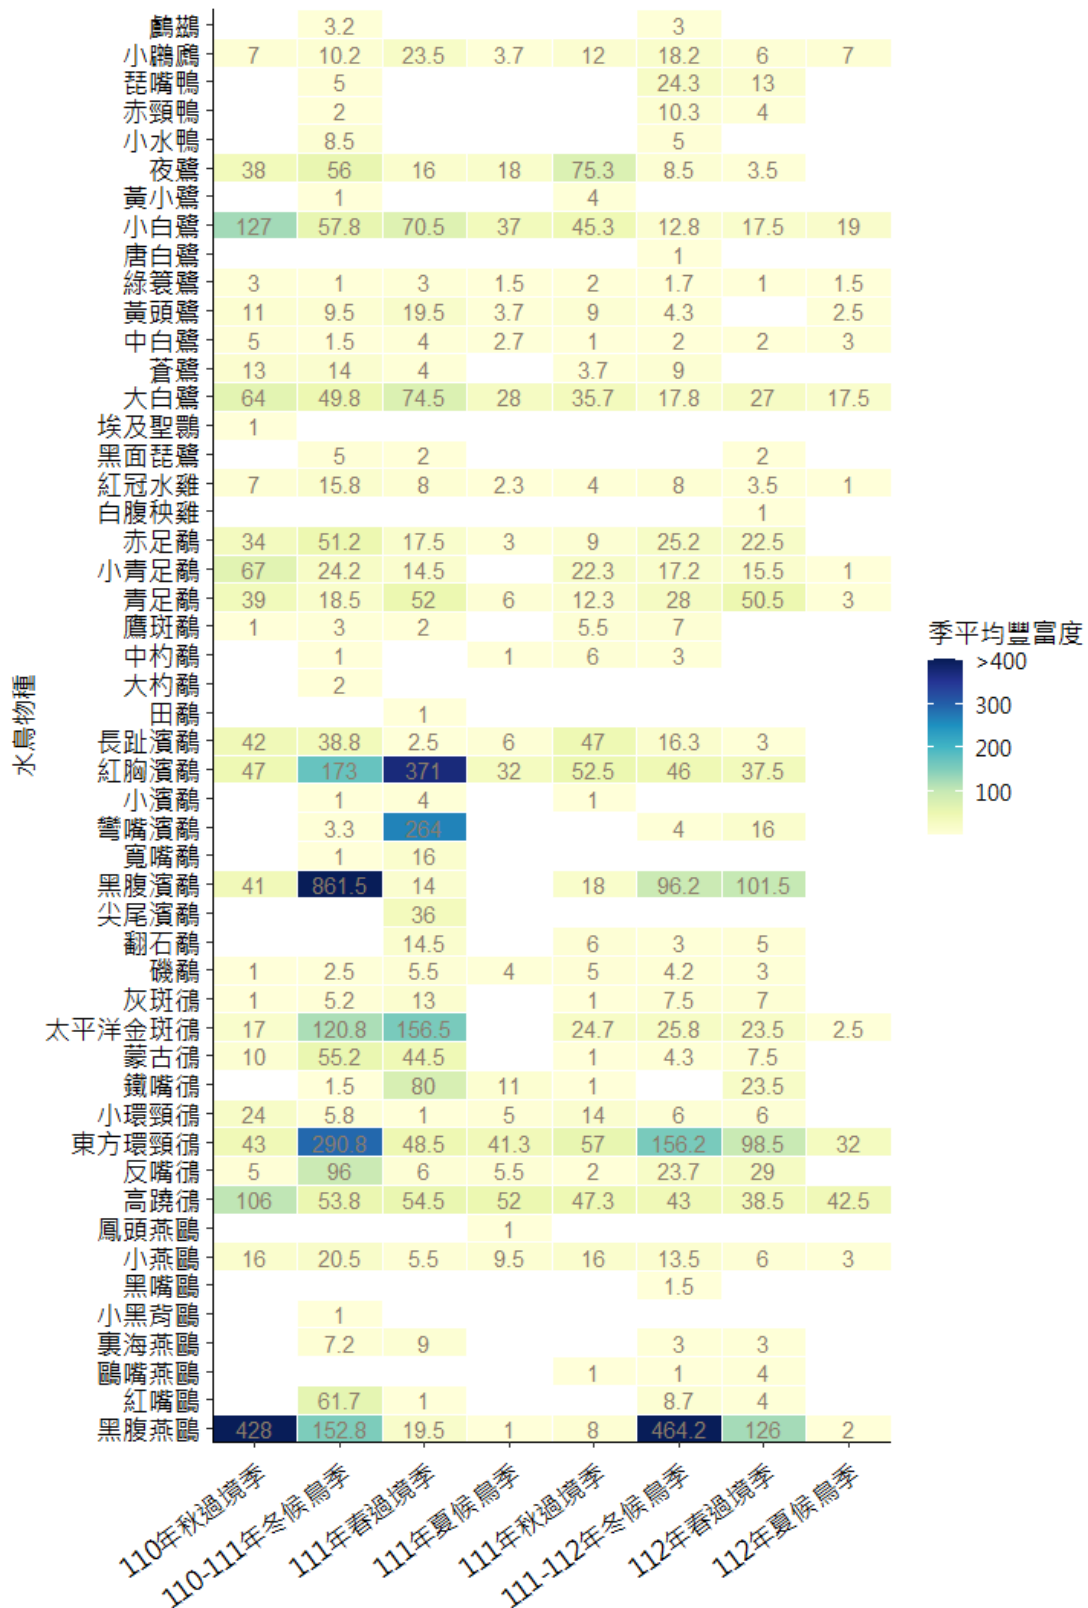 水鳥物種
鸕鷀 3.2 3
小鸊鷉 7 10.2 23.5 3.7 12 18.2 6 7
琵嘴鴨 5 24.3 13
赤頸鴨 2 10.3 4
小水鴨 8.5 5
夜鷺 38 56 16 18 75.3 8.5 3.5
黃小鷺 1 4
小白鷺 127 57.8 70.5 37 45.3 12.8 17.5 19
唐白鷺 1
綠簑鷺 3 1 3 1.5 2 1.7 1 1.5
黃頭鷺 11 9.5 19.5 3.7 9 4.3 2.5
中白鷺 5 1.5 4 2.7 1 2 2 3
蒼鷺 13 14 4 3.7 9
大白鷺 64 49.8 74.5 28 35.7 17.8 27 17.5
埃及聖䴉 1
黑面琵鷺 5 2 2
紅冠水雞 7 15.8 8 2.3 4 8 3.5 1
白腹秧雞 1
赤足鷸 34 51.2 17.5 3 9 25.2 22.5
小青足鷸 67 24.2 14.5 22.3 17.2 15.5 1
青足鷸 39 18.5 52 6 12.3 28 50.5 3
鷹斑鷸 1 3 2 5.5 7
中杓鷸 1 1 6 3
大杓鷸 2
田鷸 1
長趾濱鷸 42 38.8 2.5 6 47 16.3 3
紅胸濱鷸 47 173 371 32 52.5 46 37.5
小濱鷸 1 4 1
彎嘴濱鷸 3.3 264 4 16
寬嘴鷸 1 16
黑腹濱鷸 41 861.5 14 18 96.2 101.5
尖尾濱鷸 36
翻石鷸 14.5 6 3 5
磯鷸 1 2.5 5.5 4 5 4.2 3
灰斑鴴 1 5.2 13 1 7.5 7
太平洋金斑鴴 17 120.8 156.5 24.7 25.8 23.5 2.5
蒙古鴴 10 55.2 44.5 1 4.3 7.5
鐵嘴鴴 1.5 80 11 1 23.5
小環頸鴴 24 5.8 1 5 14 6 6
東方環頸鴴 43 290.8 48.5 41.3 57 156.2 98.5 32
反嘴鴴 5 96 6 5.5 2 23.7 29
高蹺鴴 106 53.8 54.5 52 47.3 43 38.5 42.5
鳳頭燕鷗 1
小燕鷗 16 20.5 5.5 9.5 16 13.5 6 3
黑嘴鷗 1.5
小黑背鷗 1
裏海燕鷗 7.2 9 3 3
鷗嘴燕鷗 1 1 4
紅嘴鷗 61.7 1 8.7 4
黑腹燕鷗 428 152.8 19.5 1 8 464.2 126 2
110年秋過境季 110-111年冬候鳥季 111年春過境季 111年夏候鳥季 111年秋過境季 111-112年冬候鳥季 112年春過境季 112年夏候鳥季
季平均豐富度
>400
300
200
100